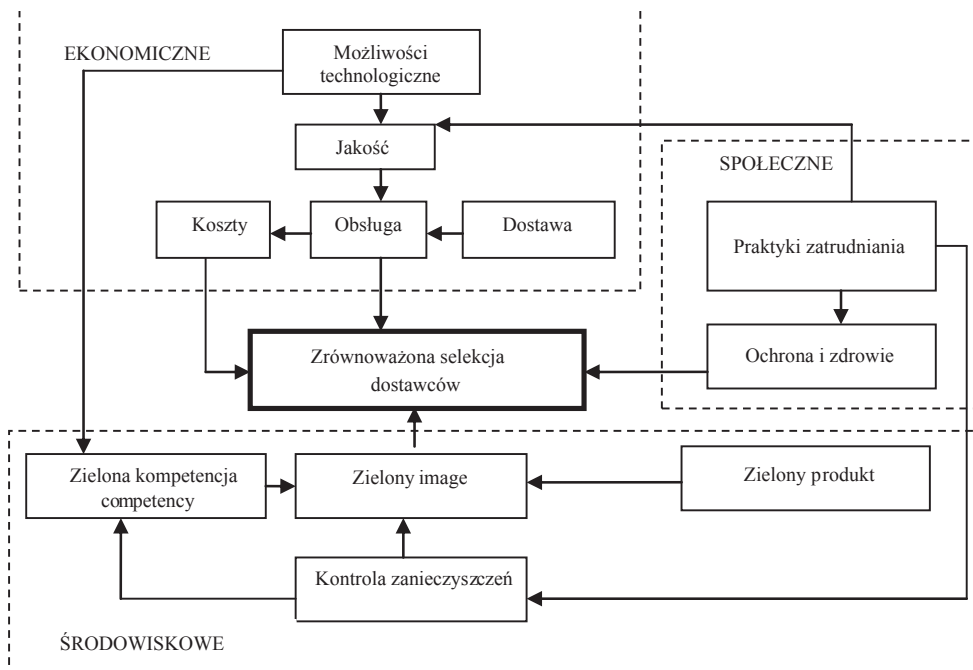 EKONOMICZNE
Możliwości
technologiczne
Jakość
SPOŁECZNE
Koszty
Obsługa
Dostawa
Praktyki zatrudniania
Ochrona i zdrowie
Zrównoważona selekcja
dostawców
Zielona kompetencja
competency
Zielony image
Zielony produkt
Kontrola zanieczyszczeń
ŚRODOWISKOWE